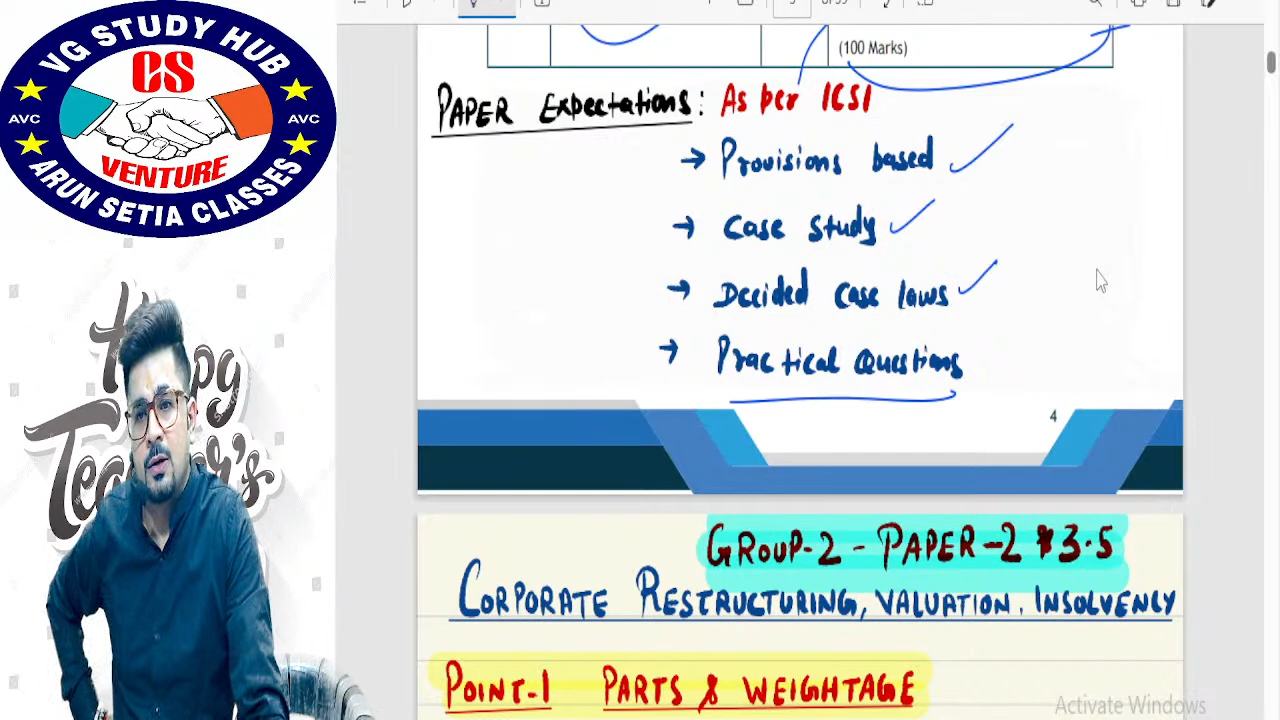 VG STUDY HUB
CS
AVC
AVC
VENTURE
ARUN SETIA CLASSES
Happy
Teacher's
(100 Marks)
PAPER Expectations: As per ICSI
→ Provisions based
→ Case study
→ Decided case laws
→ Practical Questions
4
GROUP-2 - PAPER-2 * 3.5
CORPORATE RESTRUCTURING, VALUATION, INSOLVENCY
POINT-1 PARTS & WEIGHTAGE
Activate Windows